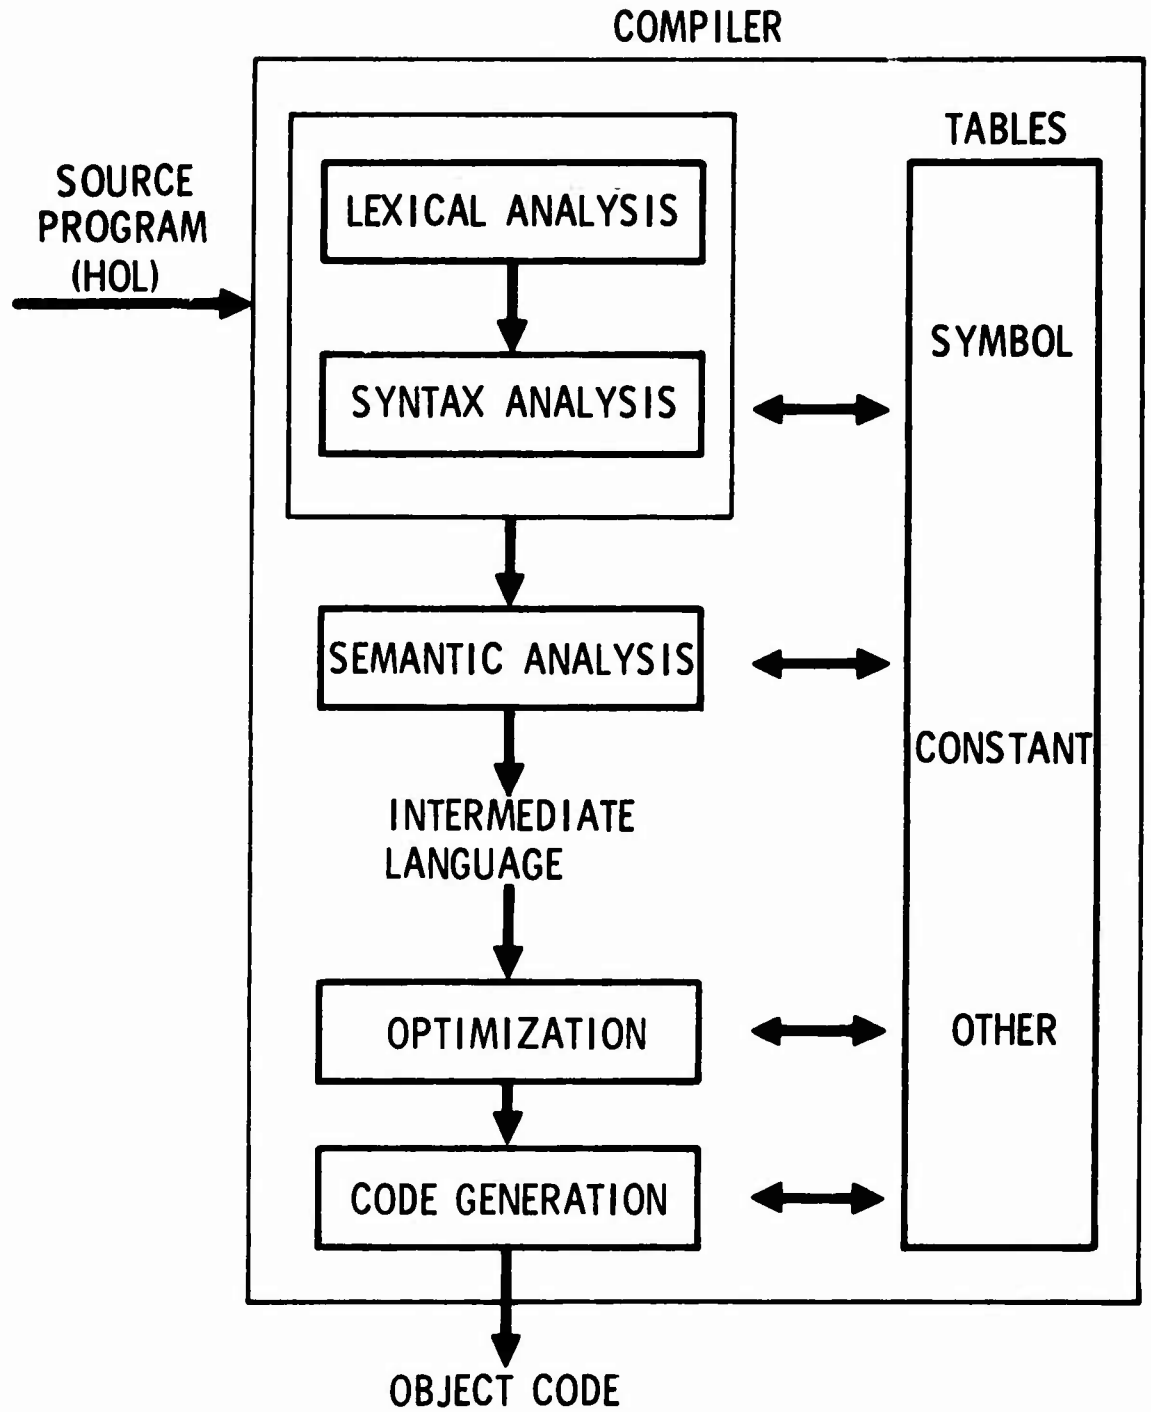 COMPILER
TABLES
SOURCE
PROGRAM
(HOL)
LEXICAL ANALYSIS
SYNTAX ANALYSIS
SYMBOL
SEMANTIC ANALYSIS
CONSTANT
INTERMEDIATE
LANGUAGE
OPTIMIZATION
OTHER
CODE GENERATION
OBJECT CODE